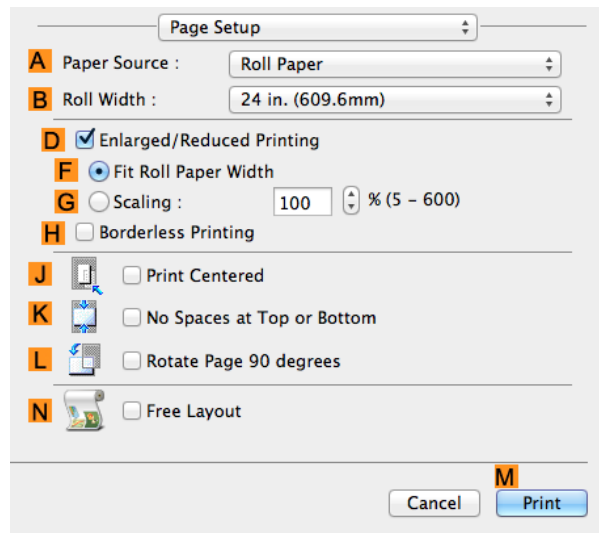 Page Setup
A Paper Source : Roll Paper
B Roll Width : 24 in. (609.6mm)
D Enlarged/Reduced Printing
F Fit Roll Paper Width
G Scaling : 100 % (5 – 600)
H Borderless Printing
J Print Centered
K No Spaces at Top or Bottom
L Rotate Page 90 degrees
N Free Layout
M
Cancel Print